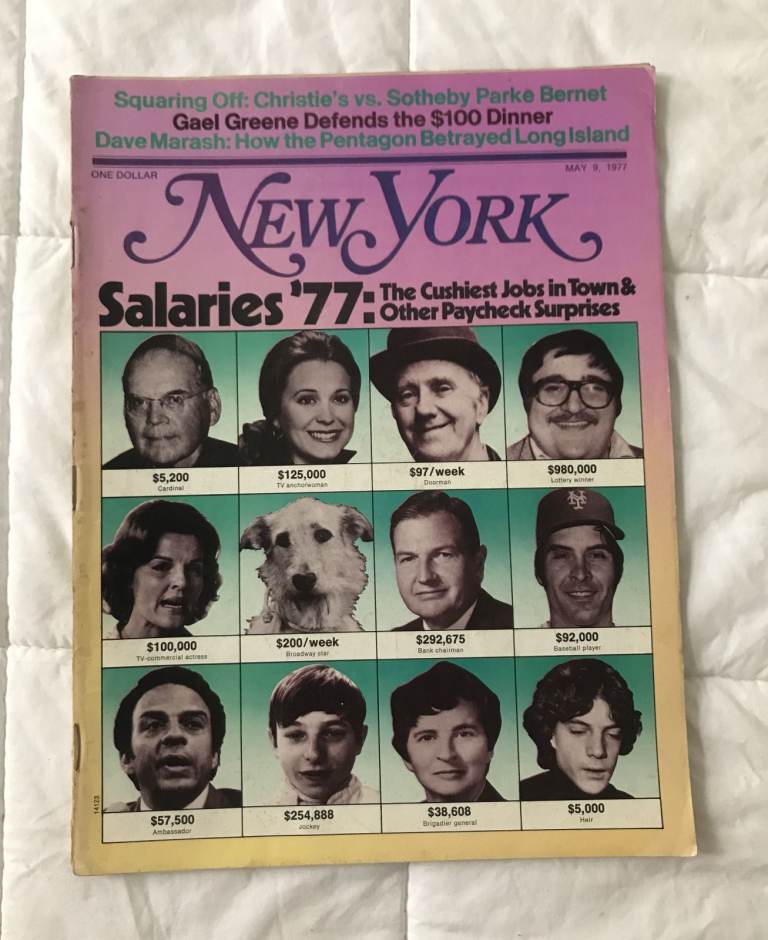 Squaring Off: Christie's vs. Sotheby Parke Bernet
Gael Greene Defends the $100 Dinner
Dave Marash: How the Pentagon Betrayed Long Island
ONE DOLLAR
MAY 9, 1977
NEW YORK
Salaries '77:
The Cushiest Jobs in Town &
Other Paycheck Surprises
$5,200
Cardinal
$125,000
TV anchorwoman
$97/week
Doorman
$980,000
Lottery winner
$100,000
TV-commercial actress
$200/week
Broadway star
$292,675
Bank chairman
NY
$92,000
Baseball player
$57,500
Ambassador
$254,888
Jockey
$38,608
Brigadier general
$5,000
Heir
14123